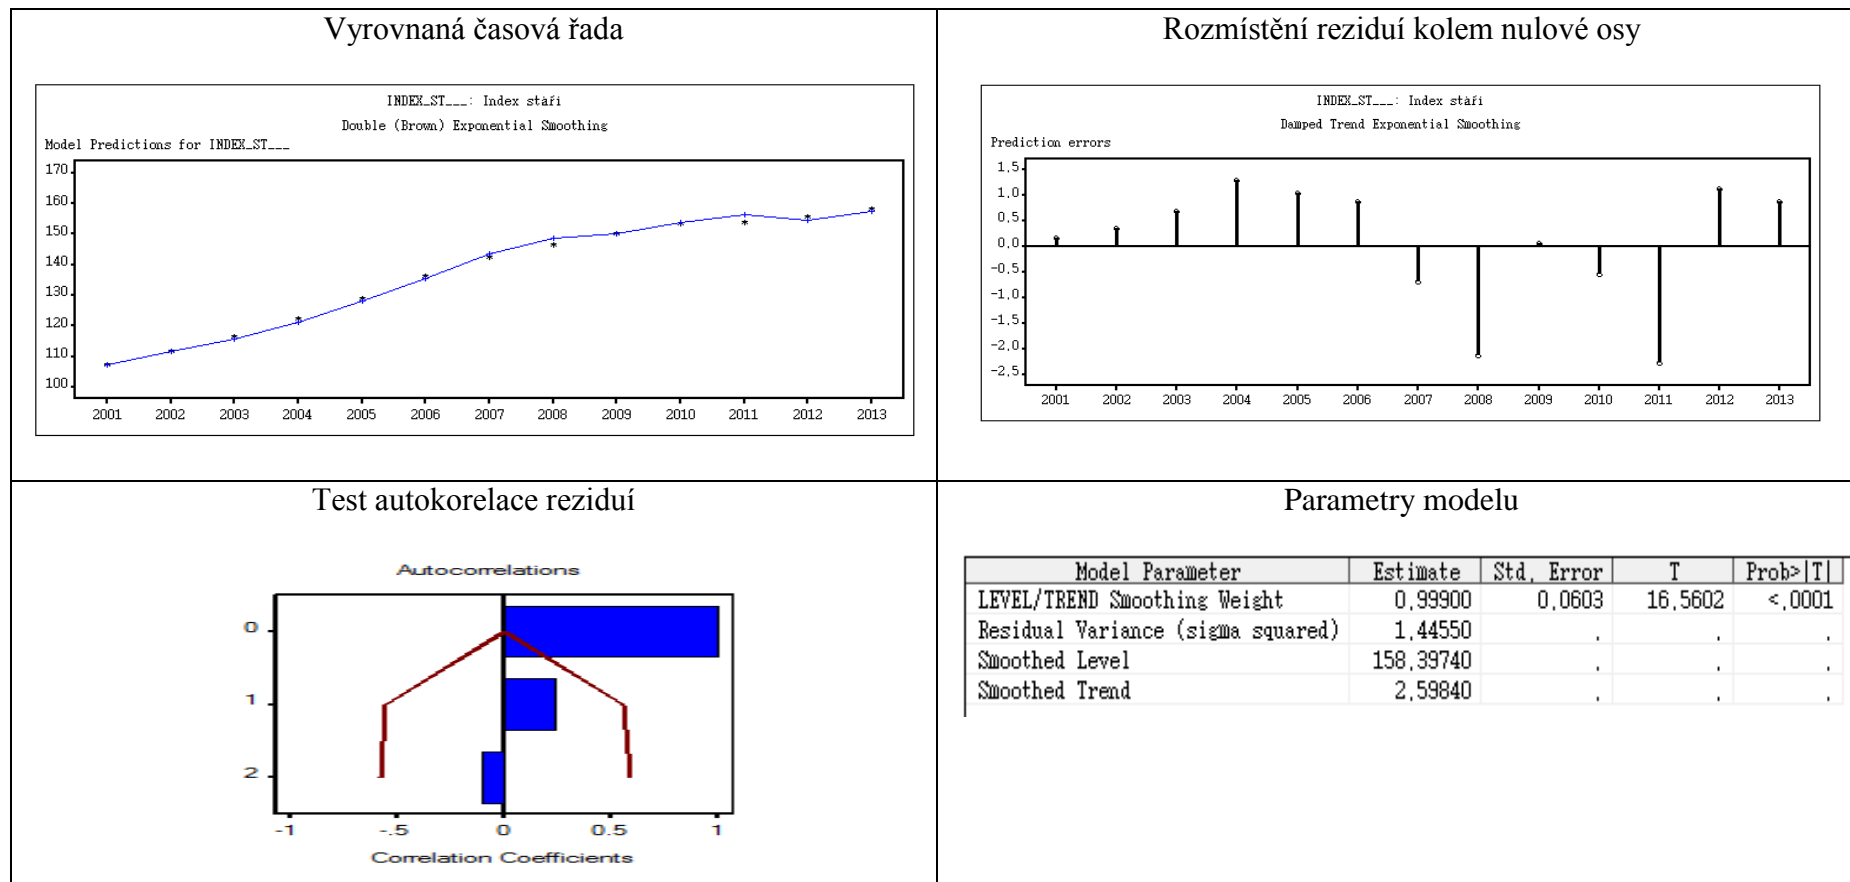 Vyrovnaná časová řada
INDEX_ST___: Index stáří
Double (Brown) Exponential Smoothing
Model Predictions for INDEX_ST___
170
160
150
140
130
120
110
100
2001 2002 2003 2004 2005 2006 2007 2008 2009 2010 2011 2012 2013
Rozmístění reziduí kolem nulové osy
INDEX_ST___: Index stáří
Damped Trend Exponential Smoothing
Prediction errors
1,5
1,0
0,5
0,0
-0,5
-1,0
-1,5
-2,0
-2,5
2001 2002 2003 2004 2005 2006 2007 2008 2009 2010 2011 2012 2013
Test autokorelace reziduí
Autocorrelations
0
1
2
-1 -.5 0 0.5 1
Correlation Coefficients
Parametry modelu
Model Parameter Estimate Std, Error T Prob>|T|
LEVEL/TREND Smoothing Weight 0,99900 0,0603 16,5602 <,0001
Residual Variance (sigma squared) 1,44550 , , ,
Smoothed Level 158,39740 , , ,
Smoothed Trend 2,59840 , , ,